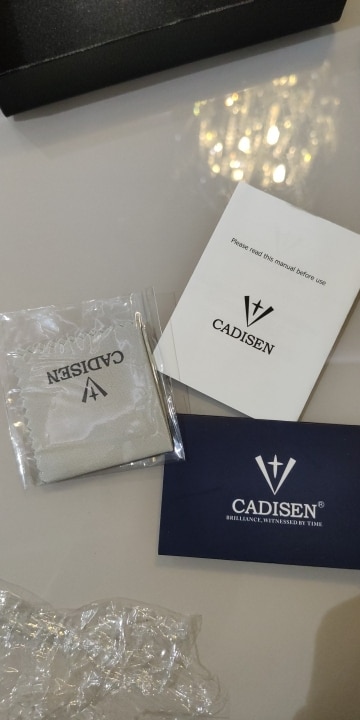 Please read this manual before use
CADISEN
CADISEN
CADISEN®
BRILLIANCE, WITNESSED BY TIME